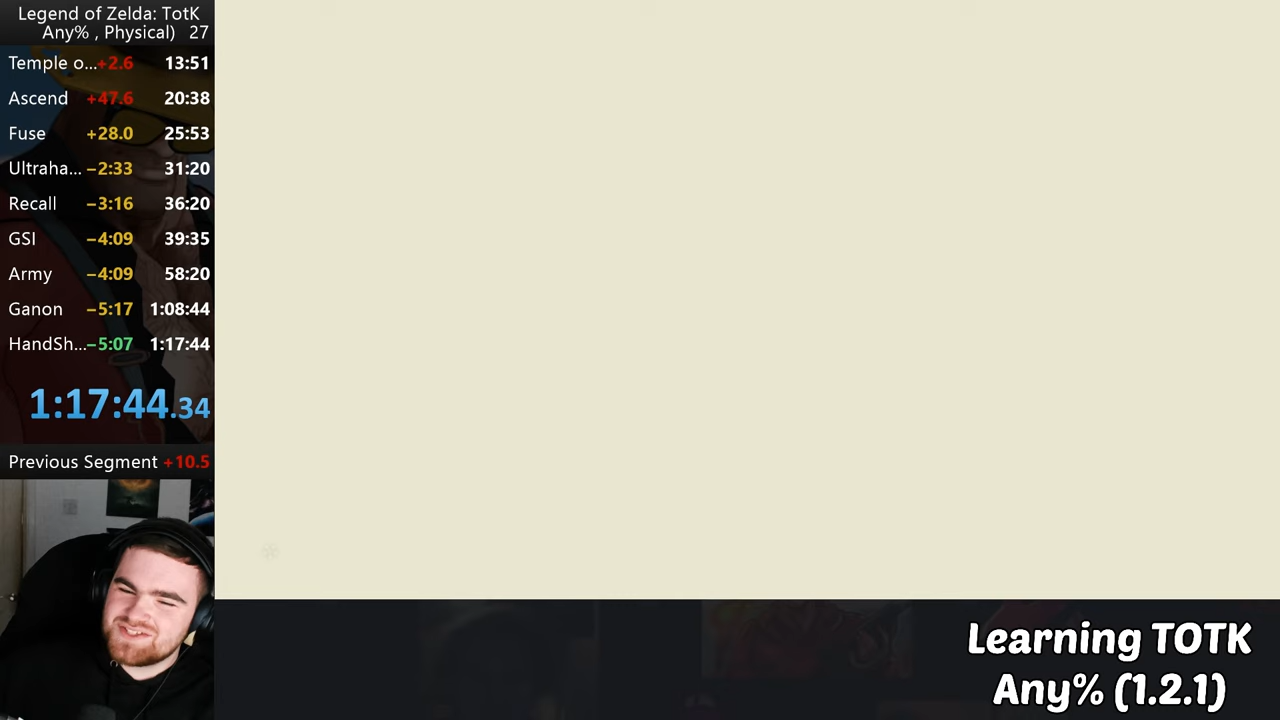 Legend of Zelda: TotK
Any% , Physical) 27
Temple o... +2.6 13:51
Ascend +47.6 20:38
Fuse +28.0 25:53
Ultraha... −2:33 31:20
Recall −3:16 36:20
GSI −4:09 39:35
Army −4:09 58:20
Ganon −5:17 1:08:44
HandSh... −5:07 1:17:44
1:17:44.34
Previous Segment +10.5
Learning TOTK
Any% (1.2.1)